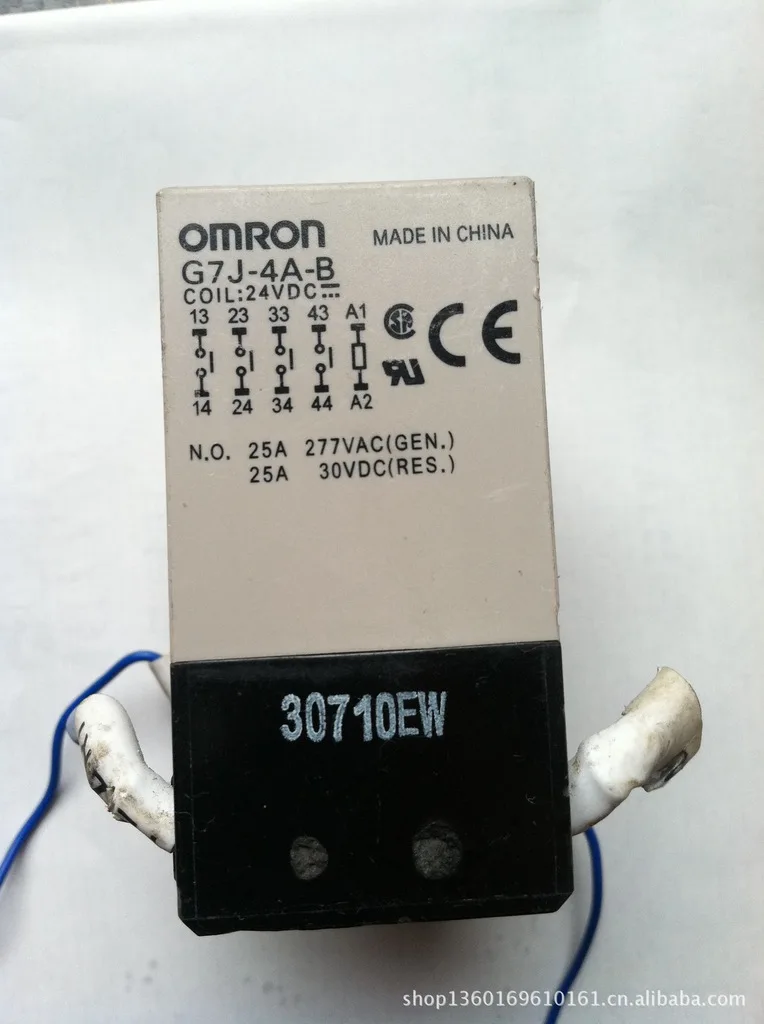 OMRON MADE IN CHINA
G7J-4A-B
COIL:24VDC
13 23 33 43 A1
14 24 34 44 A2
N.O. 25A 277VAC(GEN.)
25A 30VDC(RES.)
30710EW
shop1360169610161.cn.alibaba.com